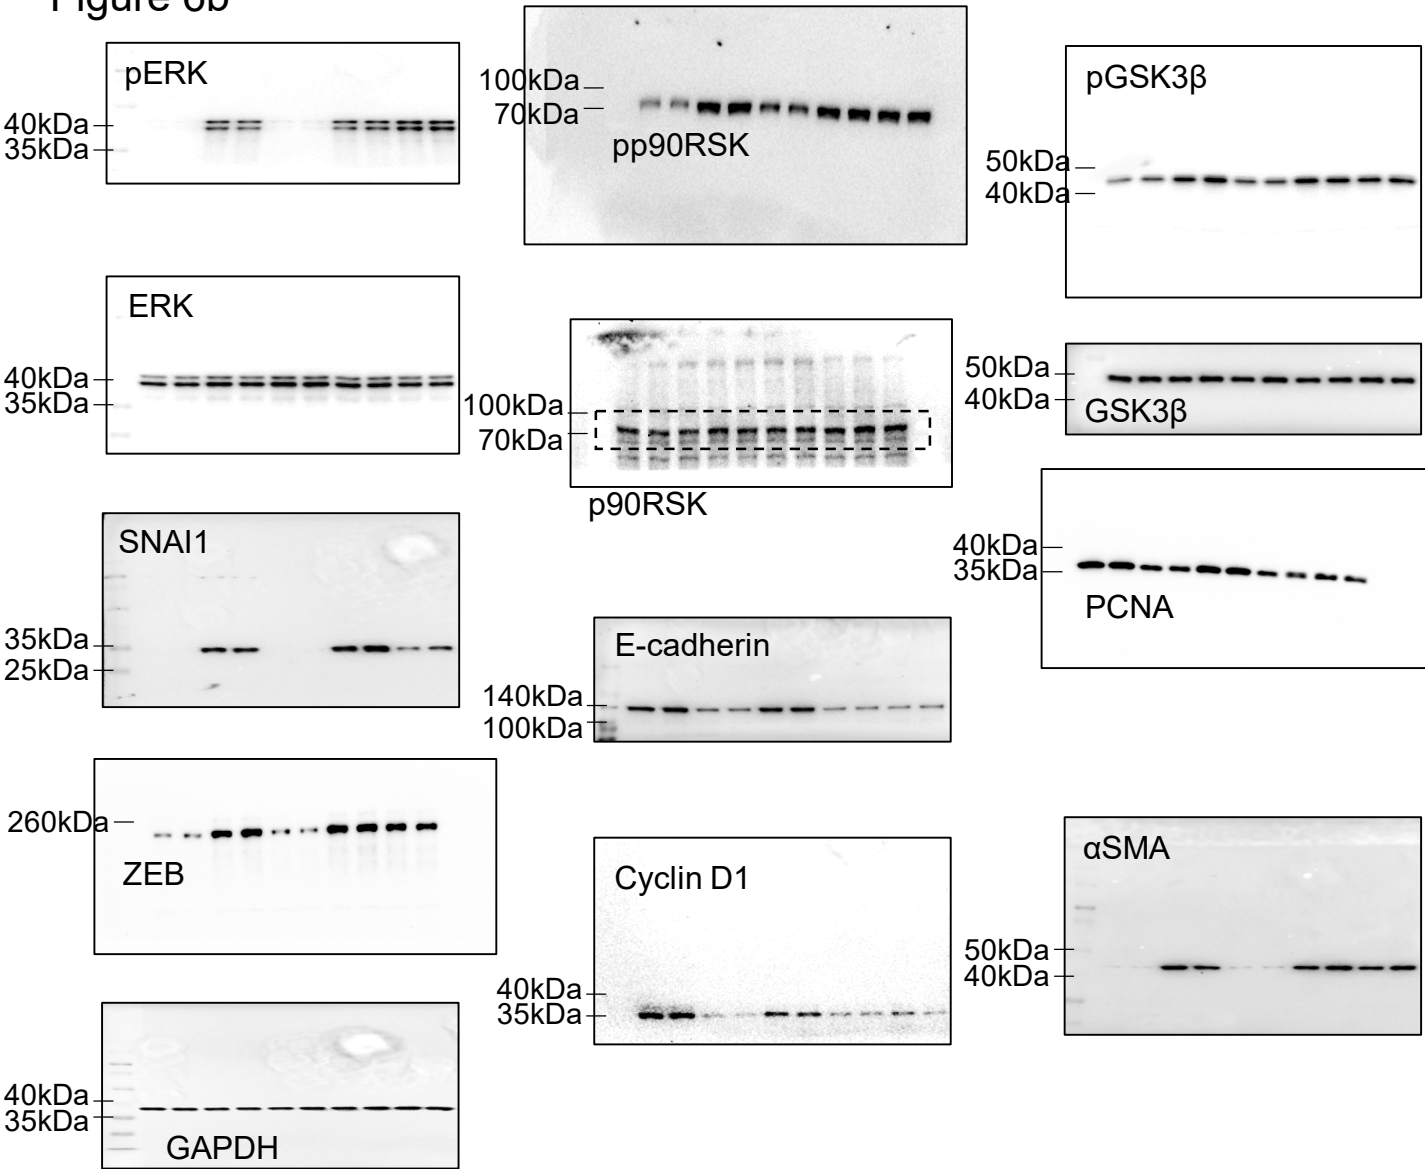 Figure 6b
pERK
40kDa
35kDa
100kDa
70kDa
pp90RSK
pGSK3β
50kDa
40kDa
ERK
40kDa
35kDa
100kDa
70kDa
p90RSK
50kDa
40kDa
GSK3β
SNAI1
35kDa
25kDa
40kDa
35kDa
PCNA
E-cadherin
140kDa
100kDa
260kDa
ZEB
Cyclin D1
40kDa
35kDa
αSMA
50kDa
40kDa
40kDa
35kDa
GAPDH